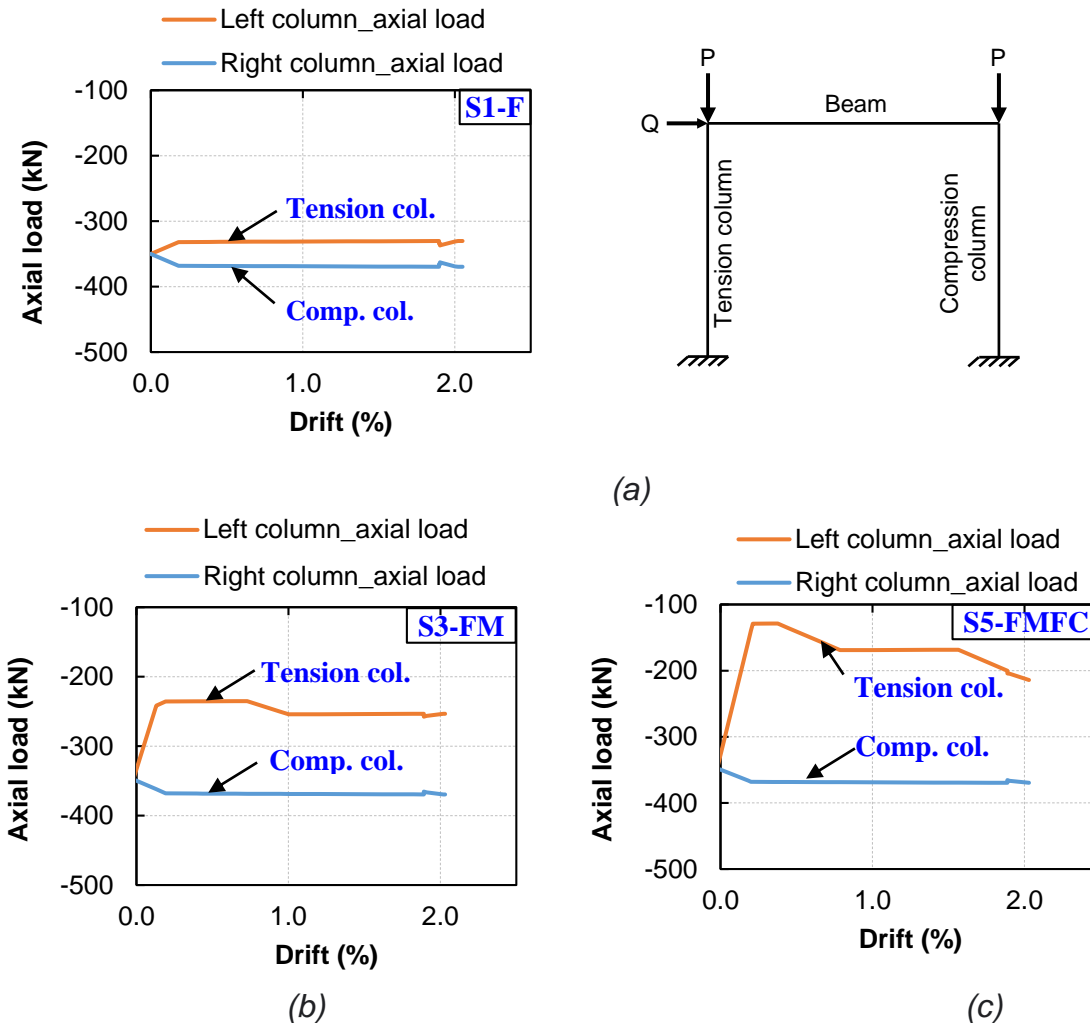 Left column_axial load
Right column_axial load
Axial load (kN)
-100
-200
-300
-400
-500
S1-F
Tension col.
Comp. col.
0.0 1.0 2.0
Drift (%)
P P
Q
Beam
Tension column
Compression
column
(a)
Left column_axial load
Right column_axial load
Axial load (kN)
-100
-200
-300
-400
-500
S3-FM
Tension col.
Comp. col.
0.0 1.0 2.0
Drift (%)
(b)
Left column_axial load
Right column_axial load
Axial load (kN)
-100
-200
-300
-400
-500
S5-FMFC
Tension col.
Comp. col.
0.0 1.0 2.0
Drift (%)
(c)